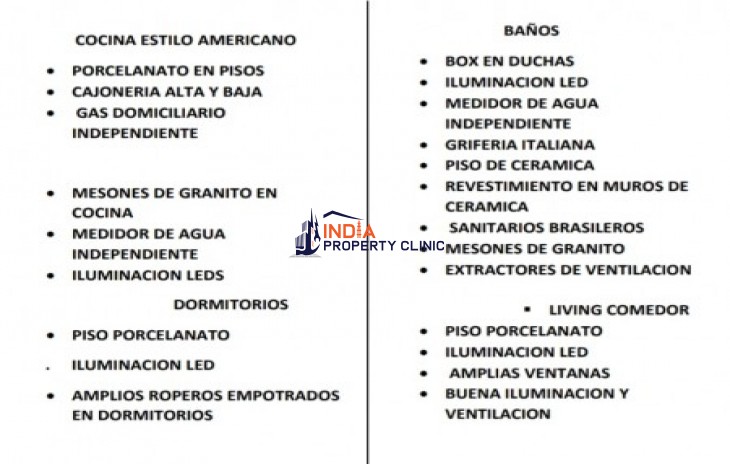 COCINA ESTILO AMERICANO
• PORCELANATO EN PISOS
• CAJONERIA ALTA Y BAJA
• GAS DOMICILIARIO
INDEPENDIENTE
• MESONES DE GRANITO EN
COCINA
• MEDIDOR DE AGUA
INDEPENDIENTE
• ILUMINACION LEDS
DORMITORIOS
• PISO PORCELANATO
. ILUMINACION LED
• AMPLIOS ROPEROS EMPOTRADOS
EN DORMITORIOS
BAÑOS
• BOX EN DUCHAS
• ILUMINACION LED
• MEDIDOR DE AGUA
INDEPENDIENTE
• GRIFERIA ITALIANA
• PISO DE CERAMICA
• REVESTIMIENTO EN MUROS DE
CERAMICA
• SANITARIOS BRASILEROS
• MESONES DE GRANITO
• EXTRACTORES DE VENTILACION
▪ LIVING COMEDOR
• PISO PORCELANATO
• ILUMINACION LED
• AMPLIAS VENTANAS
• BUENA ILUMINACION Y
VENTILACION
INDIA
PROPERTY CLINIC